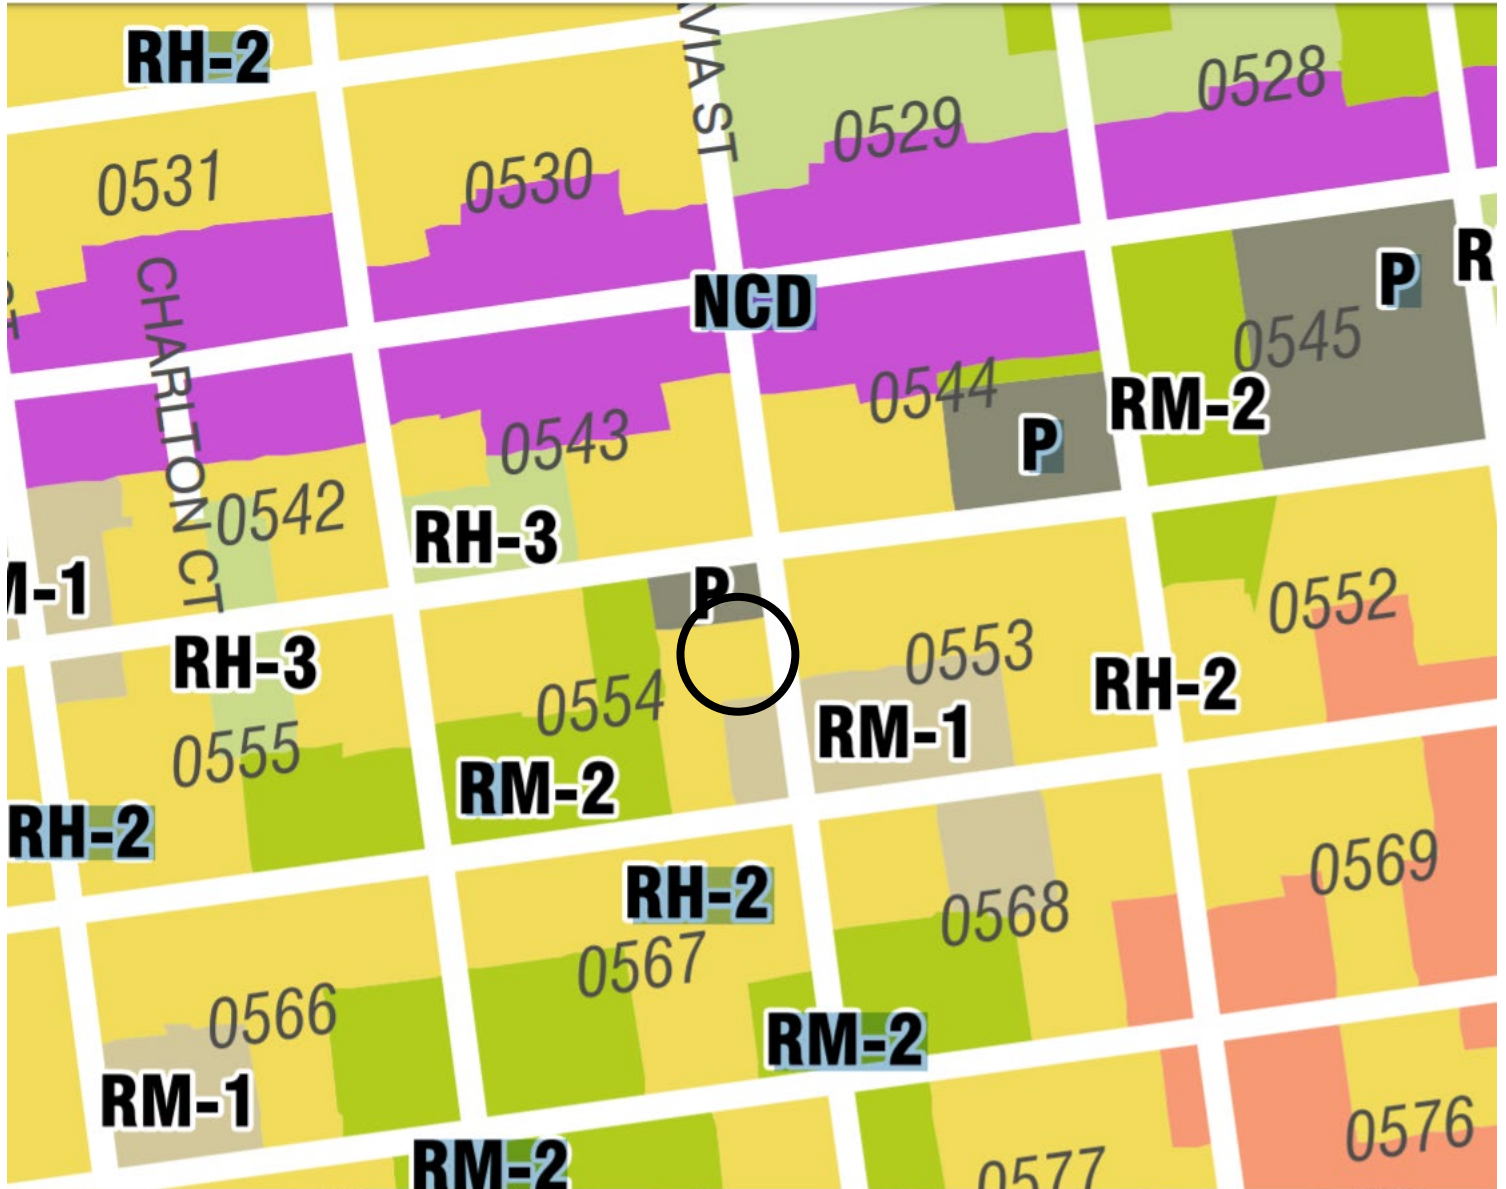 RH-2
VIA ST
0528
0529
0531
0530
R
P
CHARLTON CT
NCD
0545
0544
RM-2
P
0543
0542
RH-3
M-1
P
0552
RH-3
0553
RH-2
0554
RM-1
0555
RM-2
RH-2
RH-2
0569
0568
0567
0566
RM-2
RM-1
0576
RM-2
0577